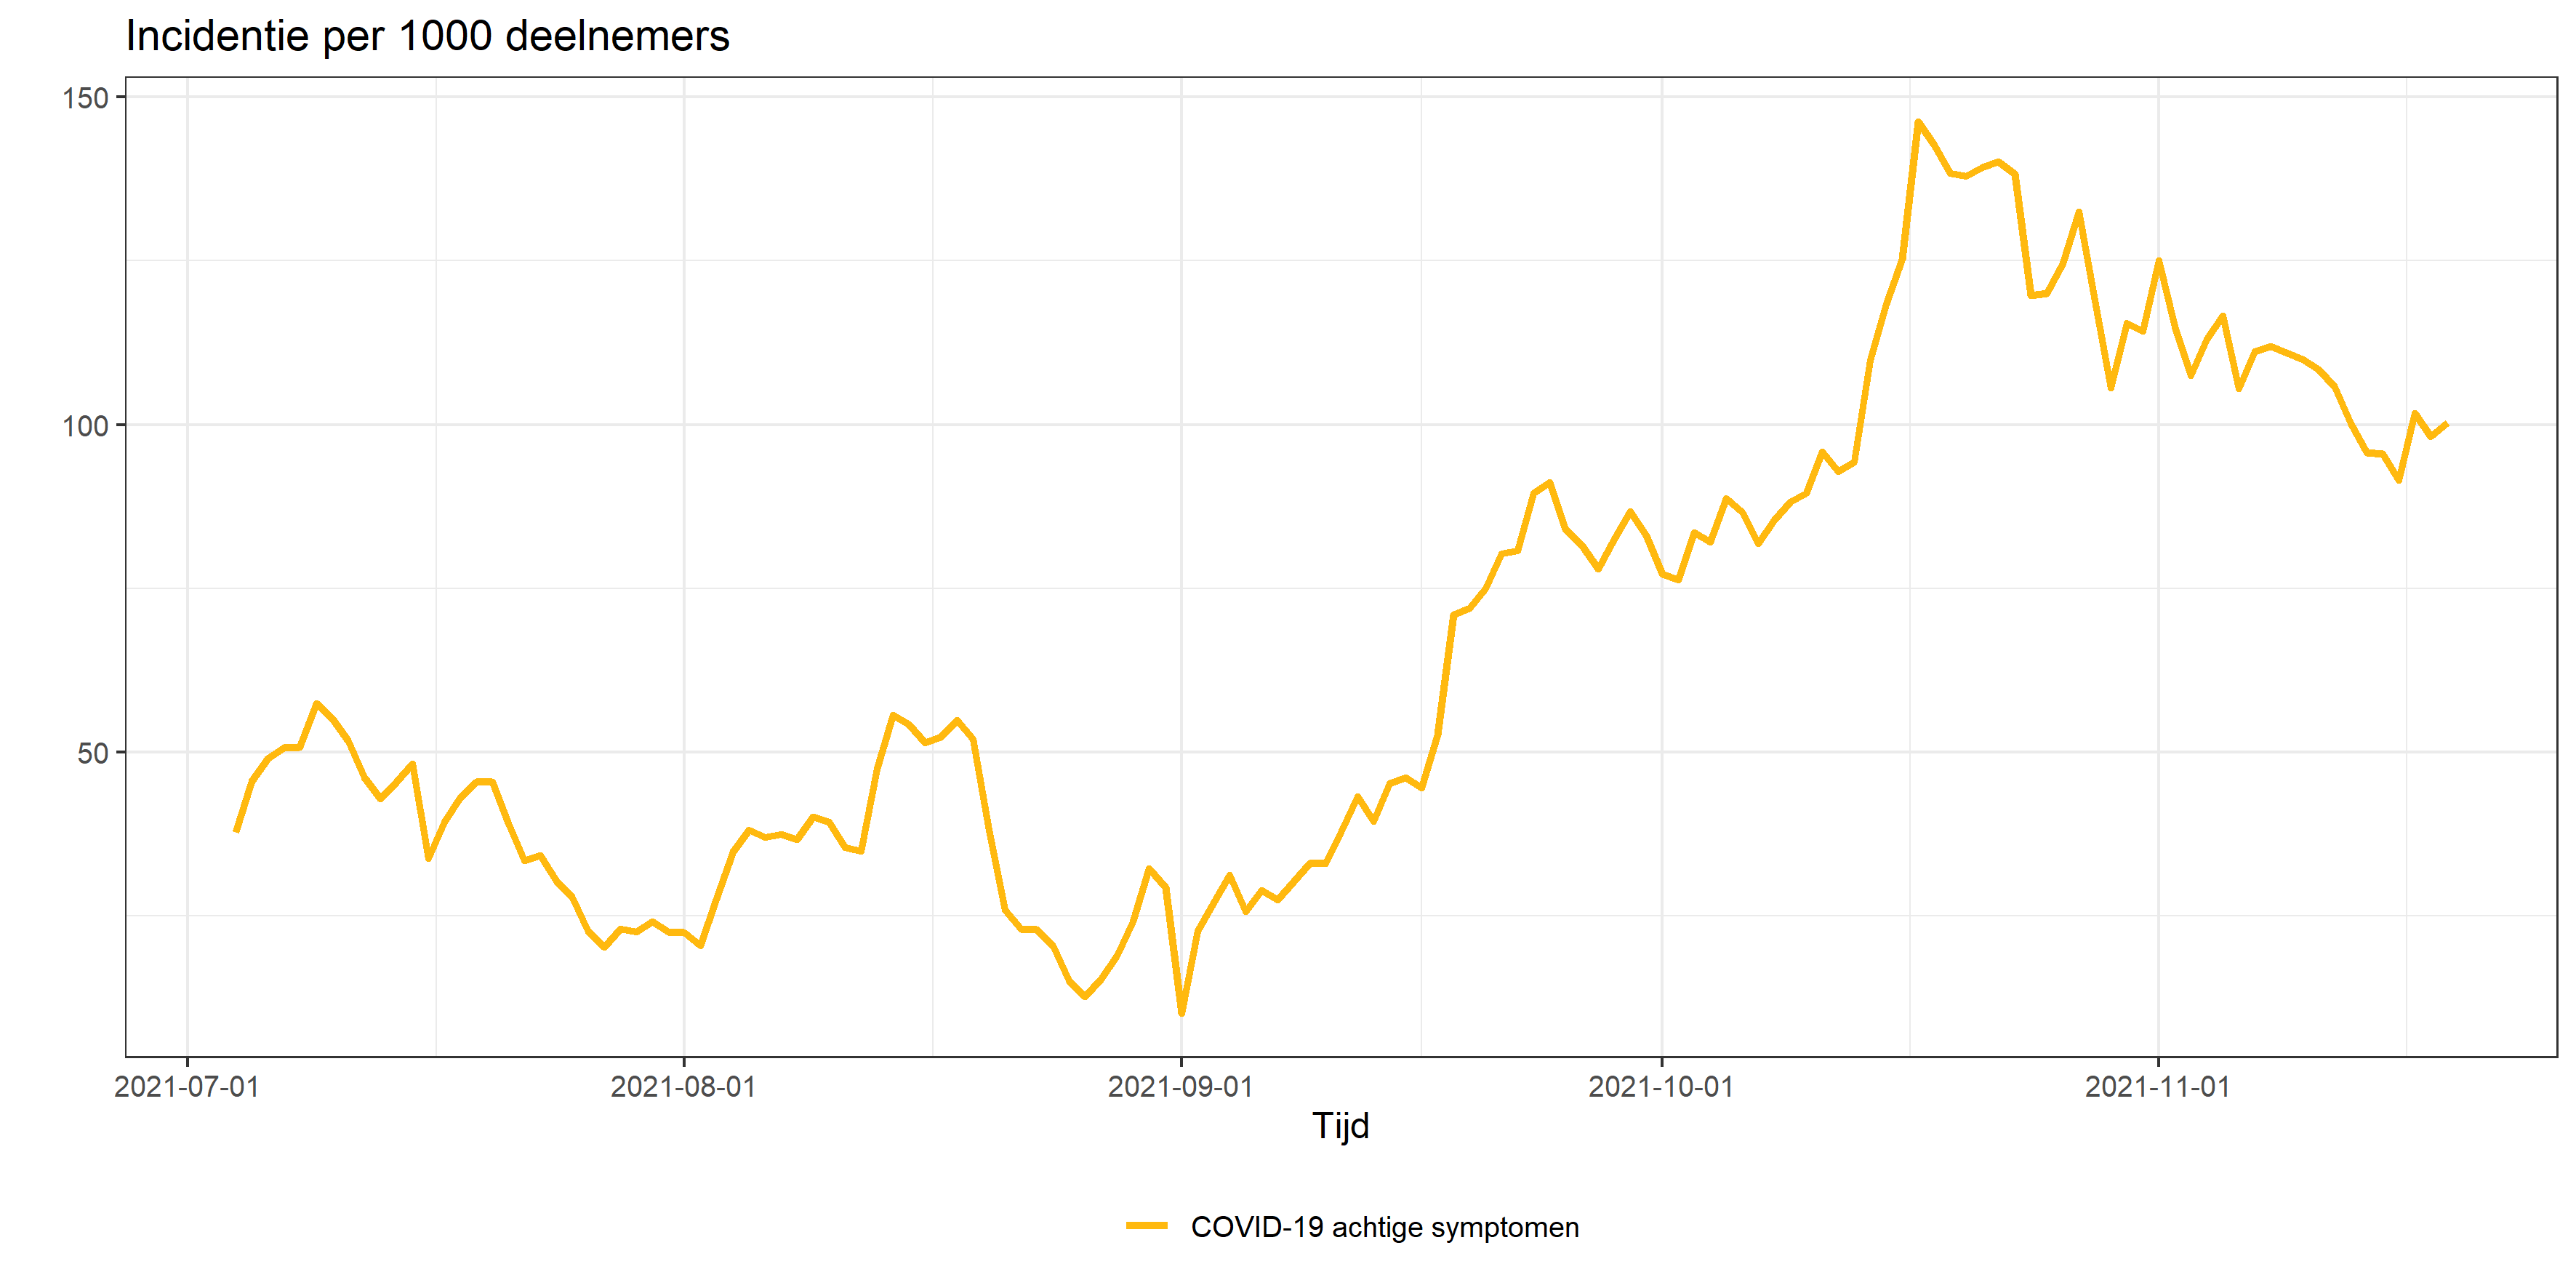 Incidentie per 1000 deelnemers
150
100
50
2021-07-01 2021-08-01 2021-09-01 2021-10-01 2021-11-01
Tijd
COVID-19 achtige symptomen